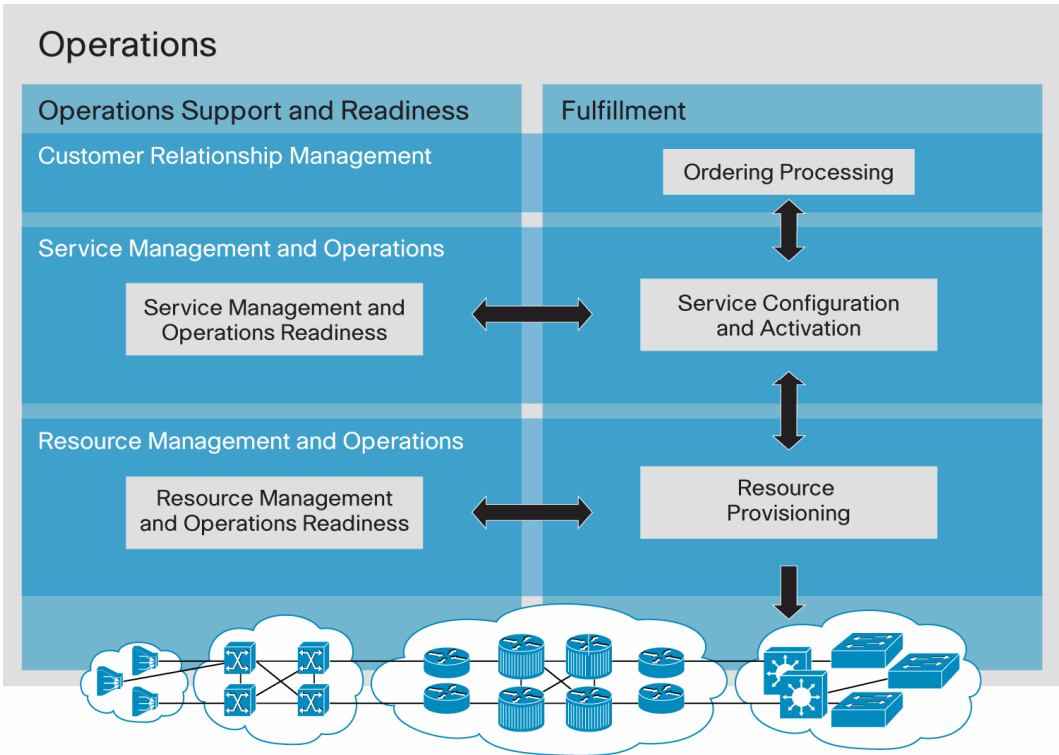 Operations
Operations Support and Readiness
Fulfillment
Customer Relationship Management
Ordering Processing
Service Management and Operations
Service Management and
Operations Readiness
Service Configuration
and Activation
Resource Management and Operations
Resource Management
and Operations Readiness
Resource
Provisioning